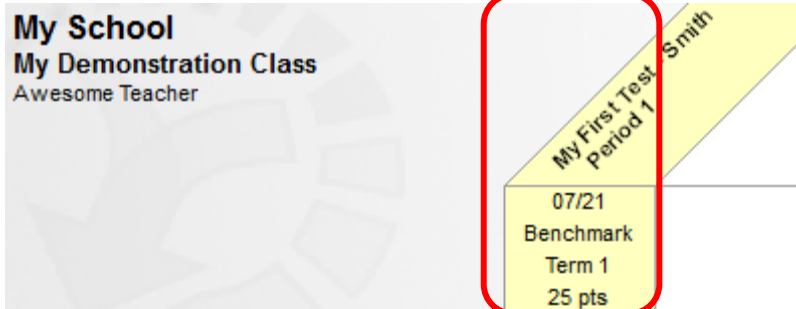 My School
My Demonstration Class
Awesome Teacher
My First Test - Smith
Period 1
07/21
Benchmark
Term 1
25 pts